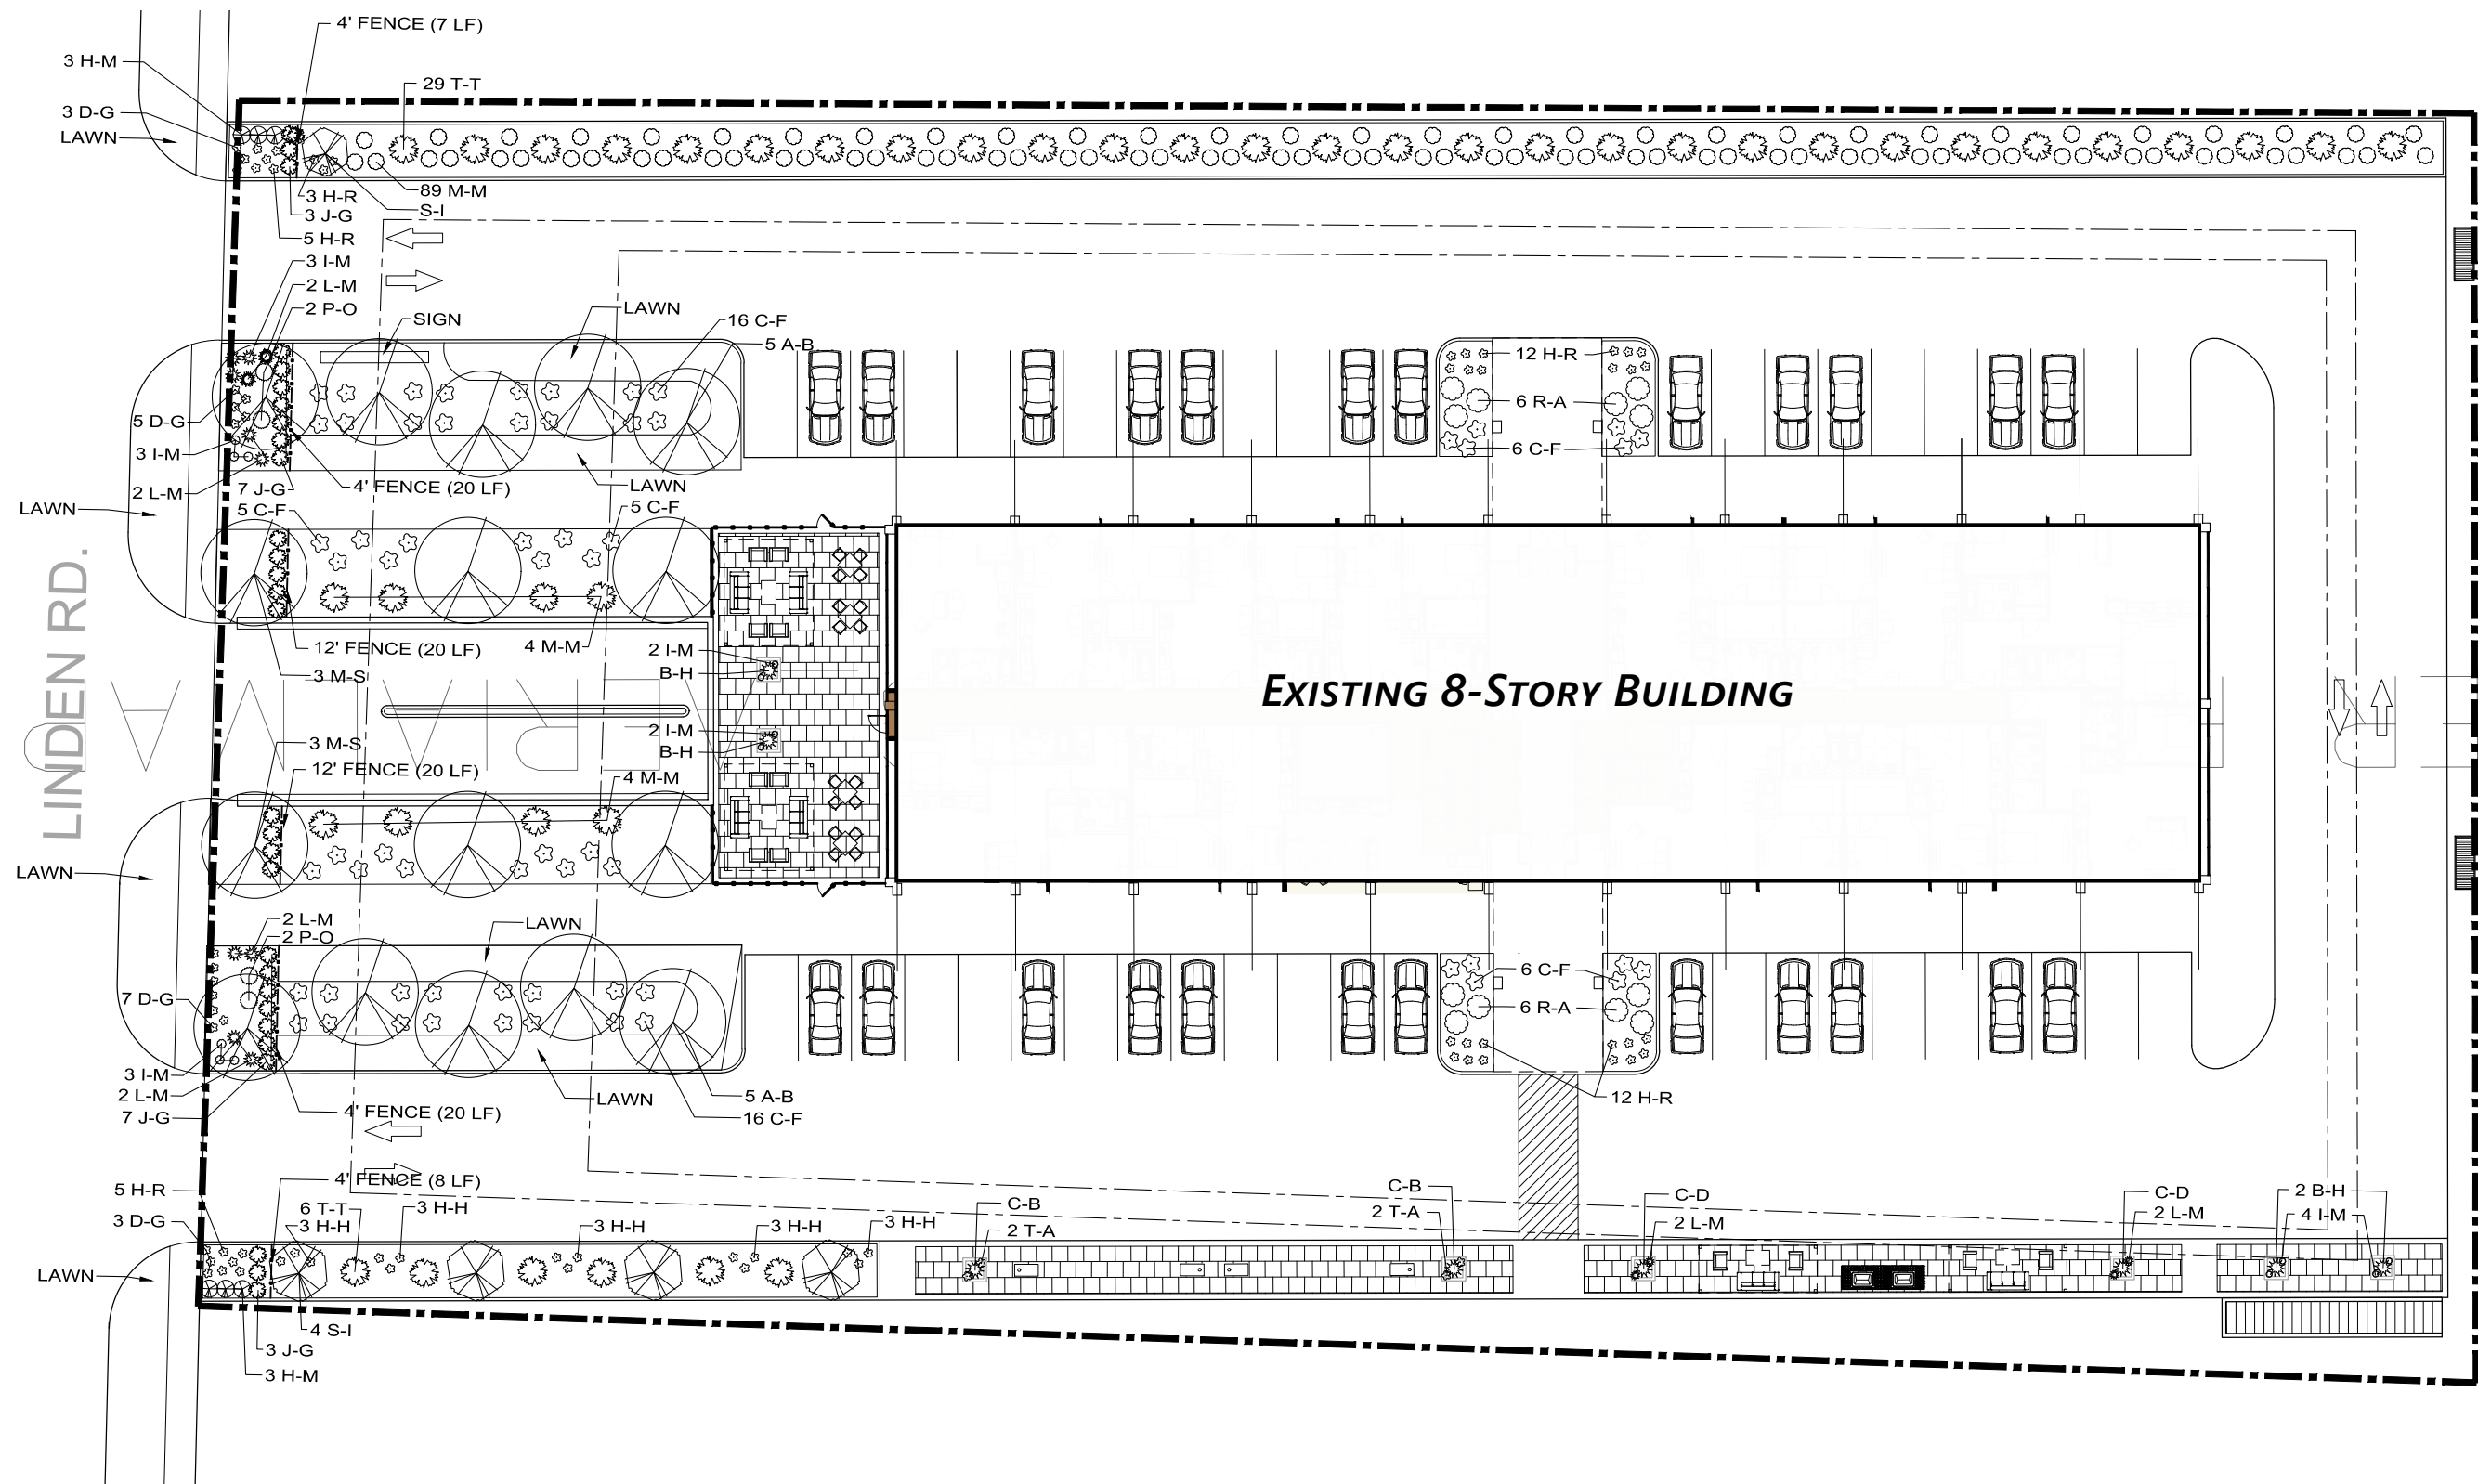 4' FENCE (7 LF)
3 H-M
29 T-T
3 D-G
LAWN
89 M-M
3 H-R
S-I
3 J-G
5 H-R
3 I-M
2 L-M
2 P-O
SIGN
LAWN
16 C-F
5 A-B
12 H-R
6 R-A
5 D-G
6 C-F
3 I-M
2 L-M
7 J-G
4' FENCE (20 LF)
LAWN
LAWN
5 C-F
5 C-F
LINDEN RD.
12' FENCE (20 LF)
4 M-M
2 I-M
B-H
3 M-S
EXISTING 8-STORY BUILDING
2 I-M
B-H
3 M-S
12' FENCE (20 LF)
4 M-M
LAWN
2 L-M
2 P-O
LAWN
6 C-F
7 D-G
6 R-A
3 I-M
2 L-M
7 J-G
4' FENCE (20 LF)
LAWN
5 A-B
16 C-F
12 H-R
4' FENCE (8 LF)
5 H-R
3 D-G
6 T-T
3 H-H
3 H-H
3 H-H
3 H-H
3 H-H
C-B
2 T-A
C-B
2 T-A
C-D
2 L-M
C-D
2 L-M
2 B-H
4 I-M
LAWN
4 S-I
3 J-G
3 H-M